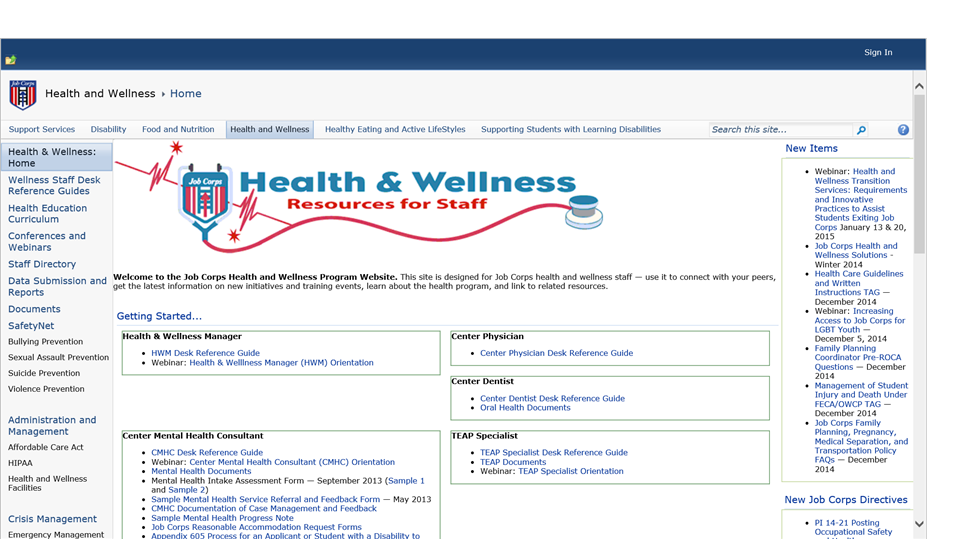 Sign In
Job Corps
Health and Wellness › Home
Support Services Disability Food and Nutrition Health and Wellness Healthy Eating and Active LifeStyles Supporting Students with Learning Disabilities Search this site...
Health & Wellness:
Home
Wellness Staff Desk
Reference Guides
Health Education
Curriculum
Conferences and
Webinars
Staff Directory
Data Submission and
Reports
Documents
SafetyNet
Bullying Prevention
Sexual Assault Prevention
Suicide Prevention
Violence Prevention
Administration and
Management
Affordable Care Act
HIPAA
Health and Wellness
Facilities
Crisis Management
Emergency Management
Job Corps
Health & Wellness
Resources for Staff
Welcome to the Job Corps Health and Wellness Program Website. This site is designed for Job Corps health and wellness staff — use it to connect with your peers,
get the latest information on new initiatives and training events, learn about the health program, and link to related resources.
Getting Started...
Health & Wellness Manager
• HWM Desk Reference Guide
• Webinar: Health & Welllness Manager (HWM) Orientation
Center Physician
• Center Physician Desk Reference Guide
Center Dentist
• Center Dentist Desk Reference Guide
• Oral Health Documents
Center Mental Health Consultant
• CMHC Desk Reference Guide
• Webinar: Center Mental Health Consultant (CMHC) Orientation
• Mental Health Documents
• Mental Health Intake Assessment Form — September 2013 (Sample 1
and Sample 2)
• Sample Mental Health Service Referral and Feedback Form — May 2013
• CMHC Documentation of Case Management and Feedback
• Sample Mental Health Progress Note
• Job Corps Reasonable Accommodation Request Forms
• Appendix 605 Process for an Applicant or Student with a Disability to
TEAP Specialist
• TEAP Specialist Desk Reference Guide
• TEAP Documents
• Webinar: TEAP Specialist Orientation
New Items
• Webinar: Health and
Wellness Transition
Services: Requirements
and Innovative
Practices to Assist
Students Exiting Job
Corps January 13 & 20,
2015
• Job Corps Health and
Wellness Solutions -
Winter 2014
• Health Care Guidelines
and Written
Instructions TAG —
December 2014
• Webinar: Increasing
Access to Job Corps for
LGBT Youth —
December 5, 2014
• Family Planning
Coordinator Pre-ROCA
Questions — December
2014
• Management of Student
Injury and Death Under
FECA/OWCP TAG —
December 2014
• Job Corps Family
Planning, Pregnancy,
Medical Separation, and
Transportation Policy
FAQs — December
2014
New Job Corps Directives
• PI 14-21 Posting
Occupational Safety